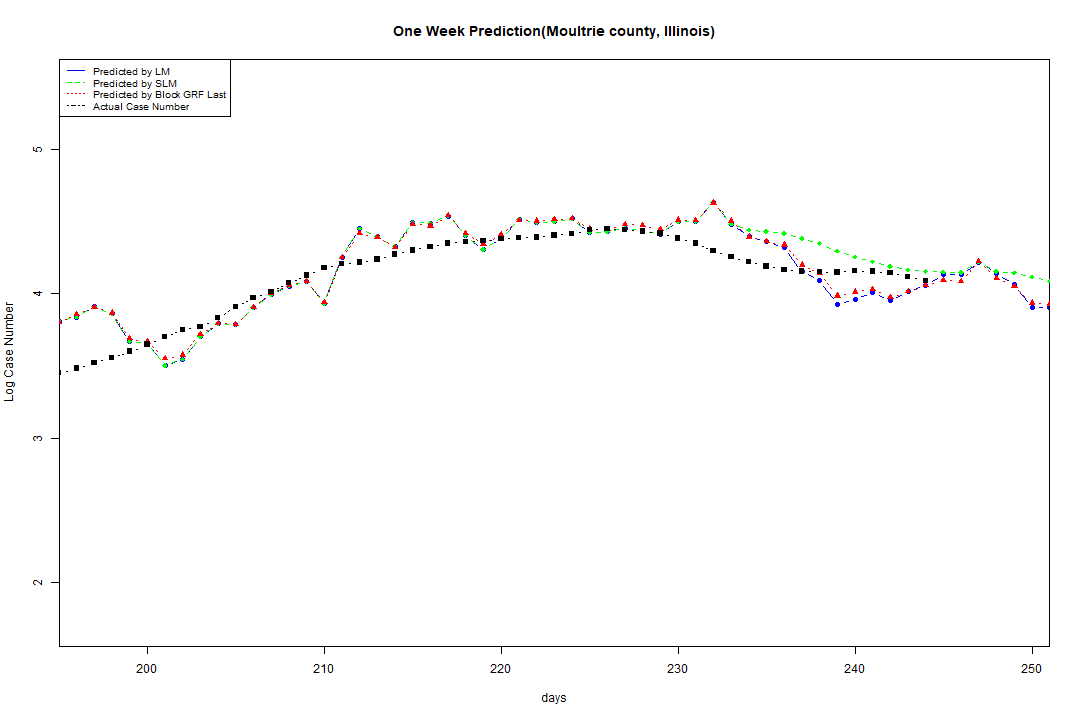 One Week Prediction(Moultrie county, Illinois)
Predicted by LM
Predicted by SLM
Predicted by Block GRF Last
Actual Case Number
5
4
3
2
Log Case Number
200 210 220 230 240 250
days